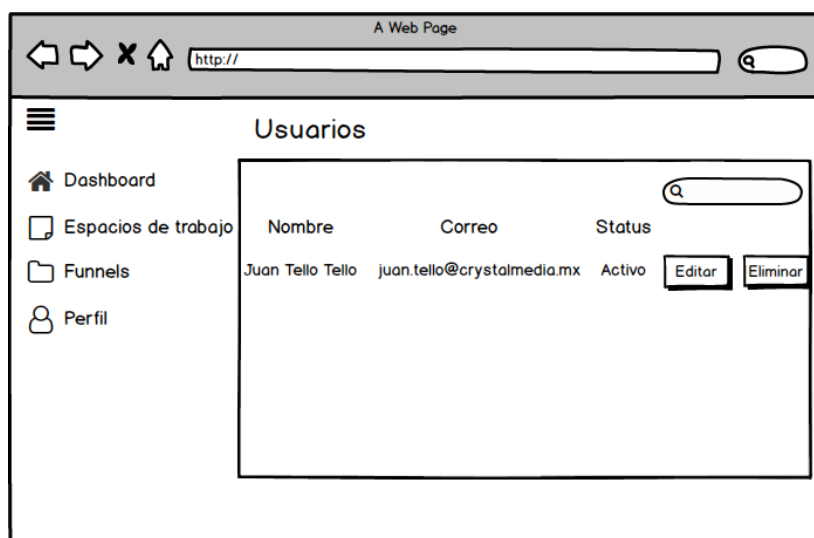 A Web Page
http://
Usuarios
Dashboard
Espacios de trabajo
Funnels
Perfil
Nombre Correo Status
Juan Tello Tello juan.tello@crystalmedia.mx Activo Editar Eliminar